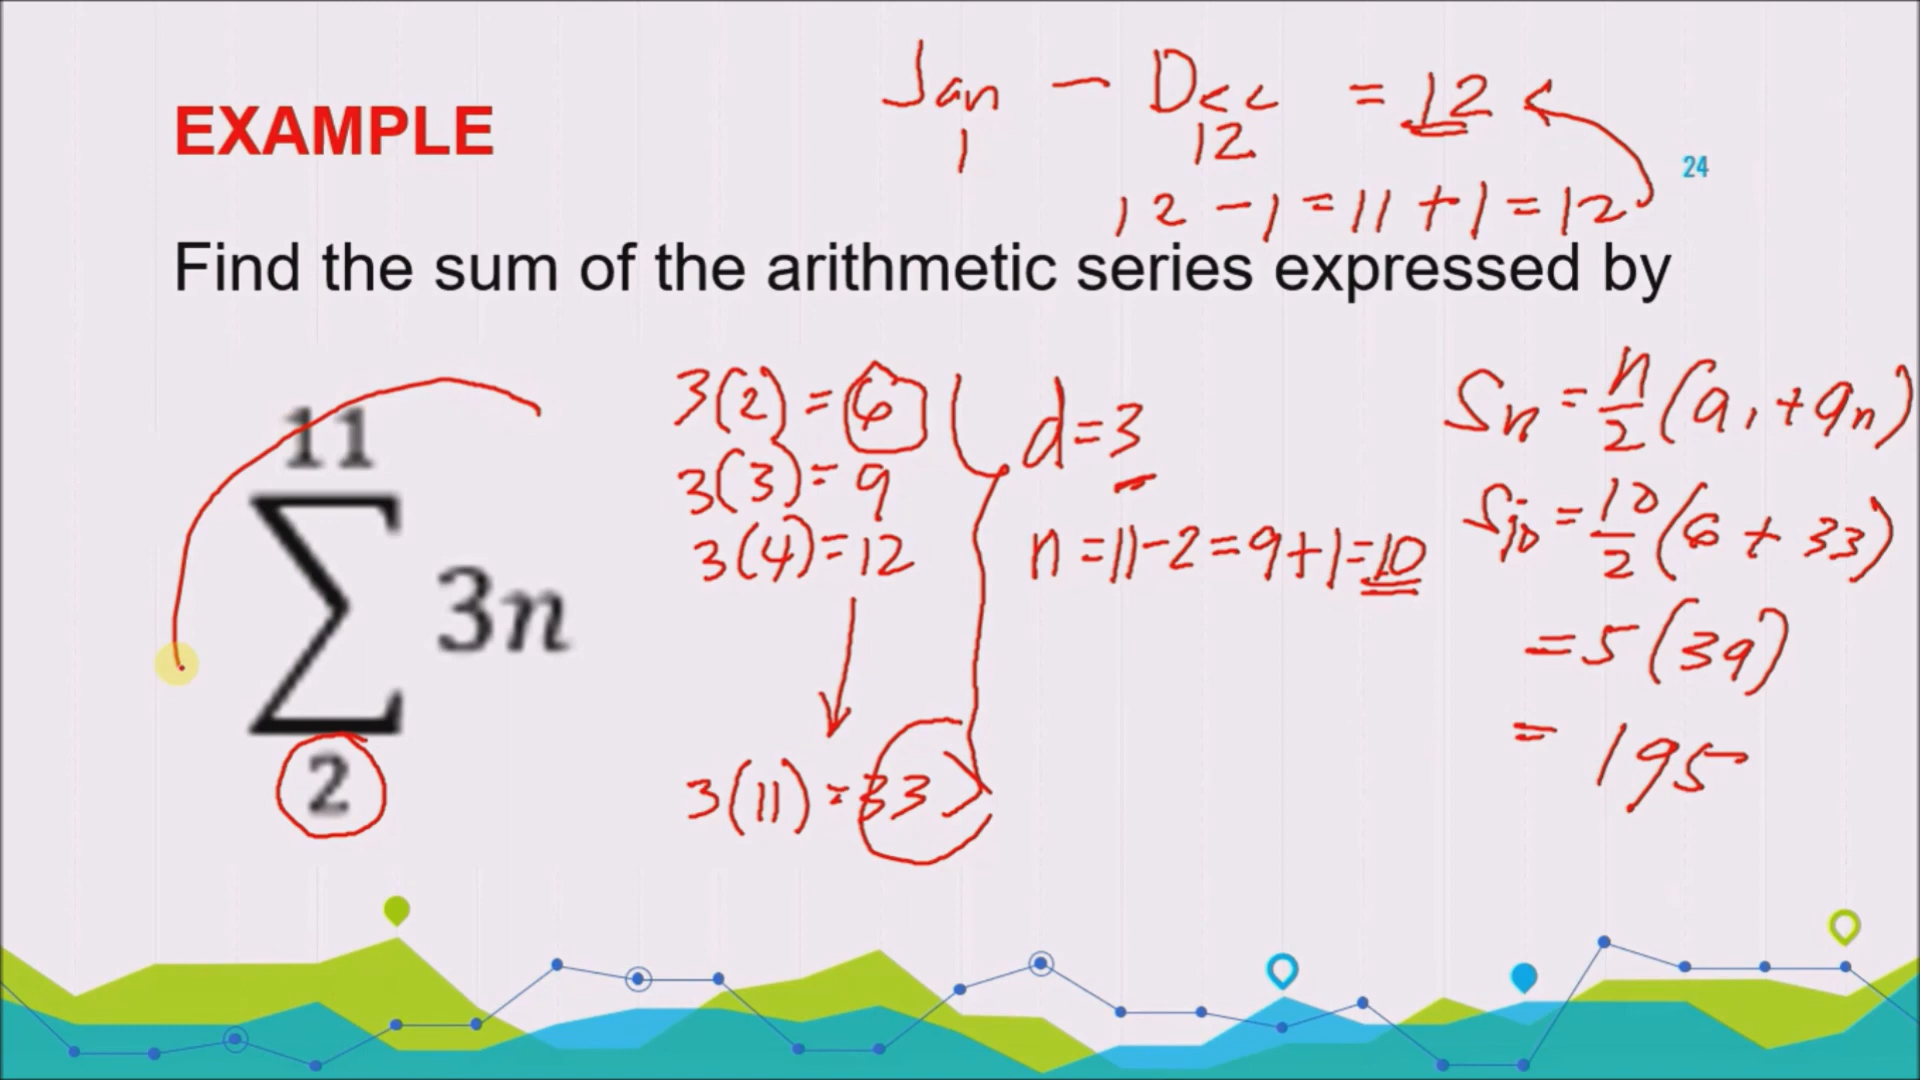 Jan — Dec = 12
1 12
24
12 - 1 = 11 + 1 = 12
EXAMPLE
Find the sum of the arithmetic series expressed by
11
∑ 3n
2
3(2) = 6
3(3) = 9
3(4) = 12
3(11) = 33
d = 3
n = 11 - 2 = 9 + 1 = 10
Sn = n/2 (a1 + an)
S10 = 10/2 (6 + 33)
= 5 (39)
= 195